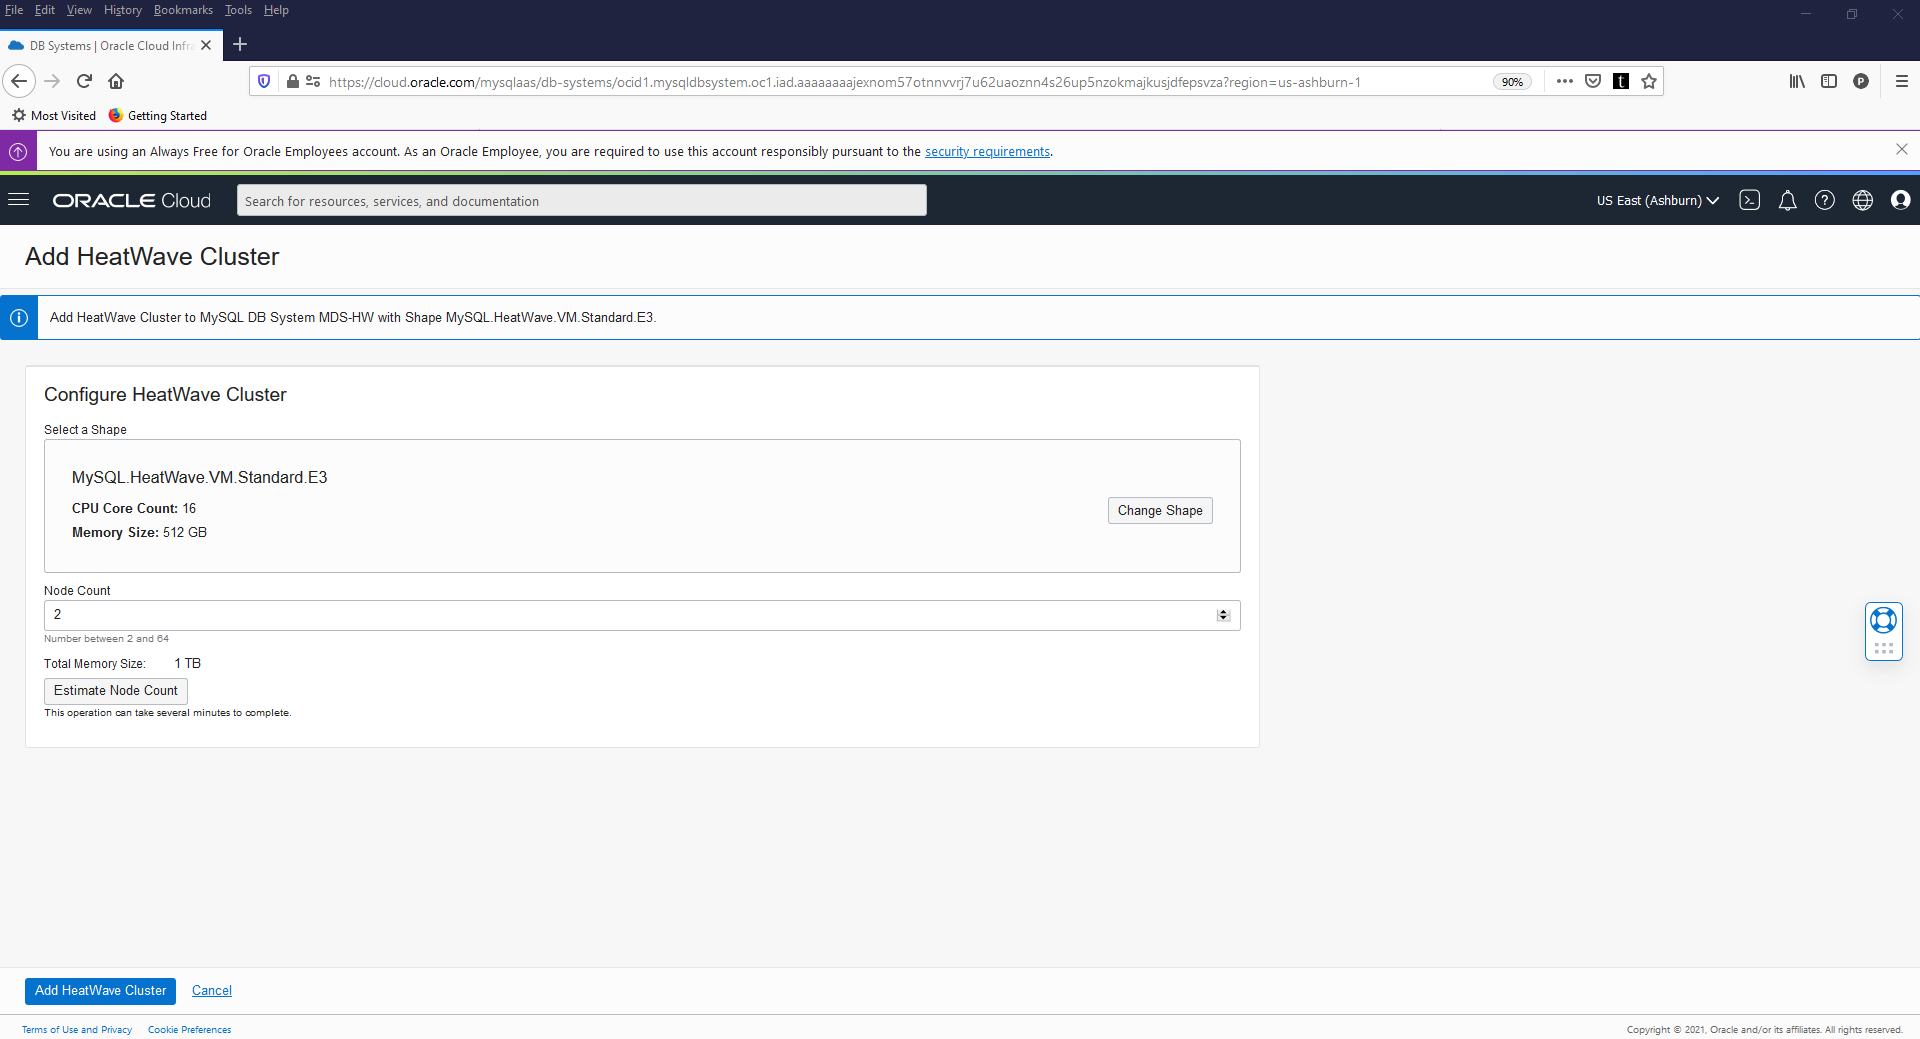 File Edit View History Bookmarks Tools Help
DB Systems | Oracle Cloud Infra
https://cloud.oracle.com/mysqlaas/db-systems/ocid1.mysqldbsystem.oc1.iad.aaaaaaaajexnom57otnnvvrj7u62uaoznn4s26up5nzokmajkusjdfepsvza?region=us-ashburn-1 90% t P
Most Visited Getting Started
You are using an Always Free for Oracle Employees account. As an Oracle Employee, you are required to use this account responsibly pursuant to the security requirements.
ORACLE Cloud Search for resources, services, and documentation US East (Ashburn)
Add HeatWave Cluster
Add HeatWave Cluster to MySQL DB System MDS-HW with Shape MySQL.HeatWave.VM.Standard.E3.
Configure HeatWave Cluster
Select a Shape
MySQL.HeatWave.VM.Standard.E3
CPU Core Count: 16
Memory Size: 512 GB
Change Shape
Node Count
2
Number between 2 and 64
Total Memory Size: 1 TB
Estimate Node Count
This operation can take several minutes to complete.
Add HeatWave Cluster Cancel
Terms of Use and Privacy Cookie Preferences Copyright © 2021, Oracle and/or its affiliates. All rights reserved.